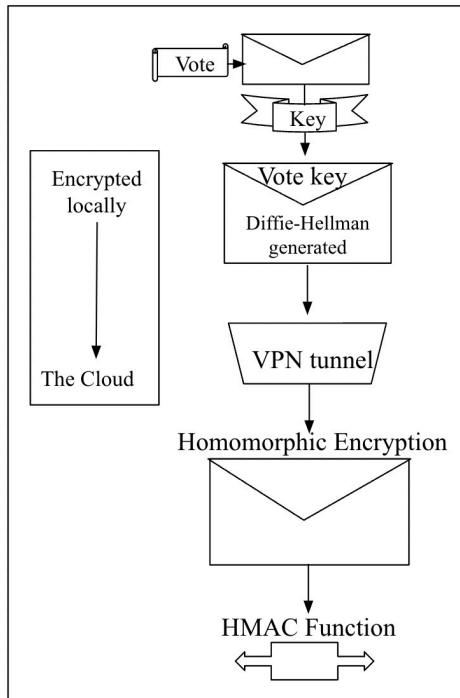 Vote
Key
Vote key
Diffie-Hellman
generated
Encrypted
locally
The Cloud
VPN tunnel
Homomorphic Encryption
HMAC Function